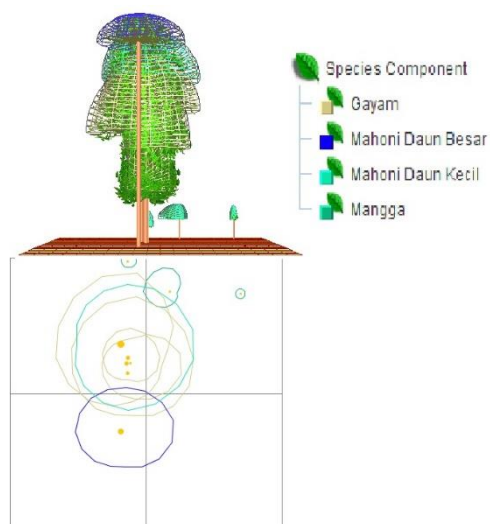 Species Component
Gayam
Mahoni Daun Besar
Mahoni Daun Kecil
Mangga